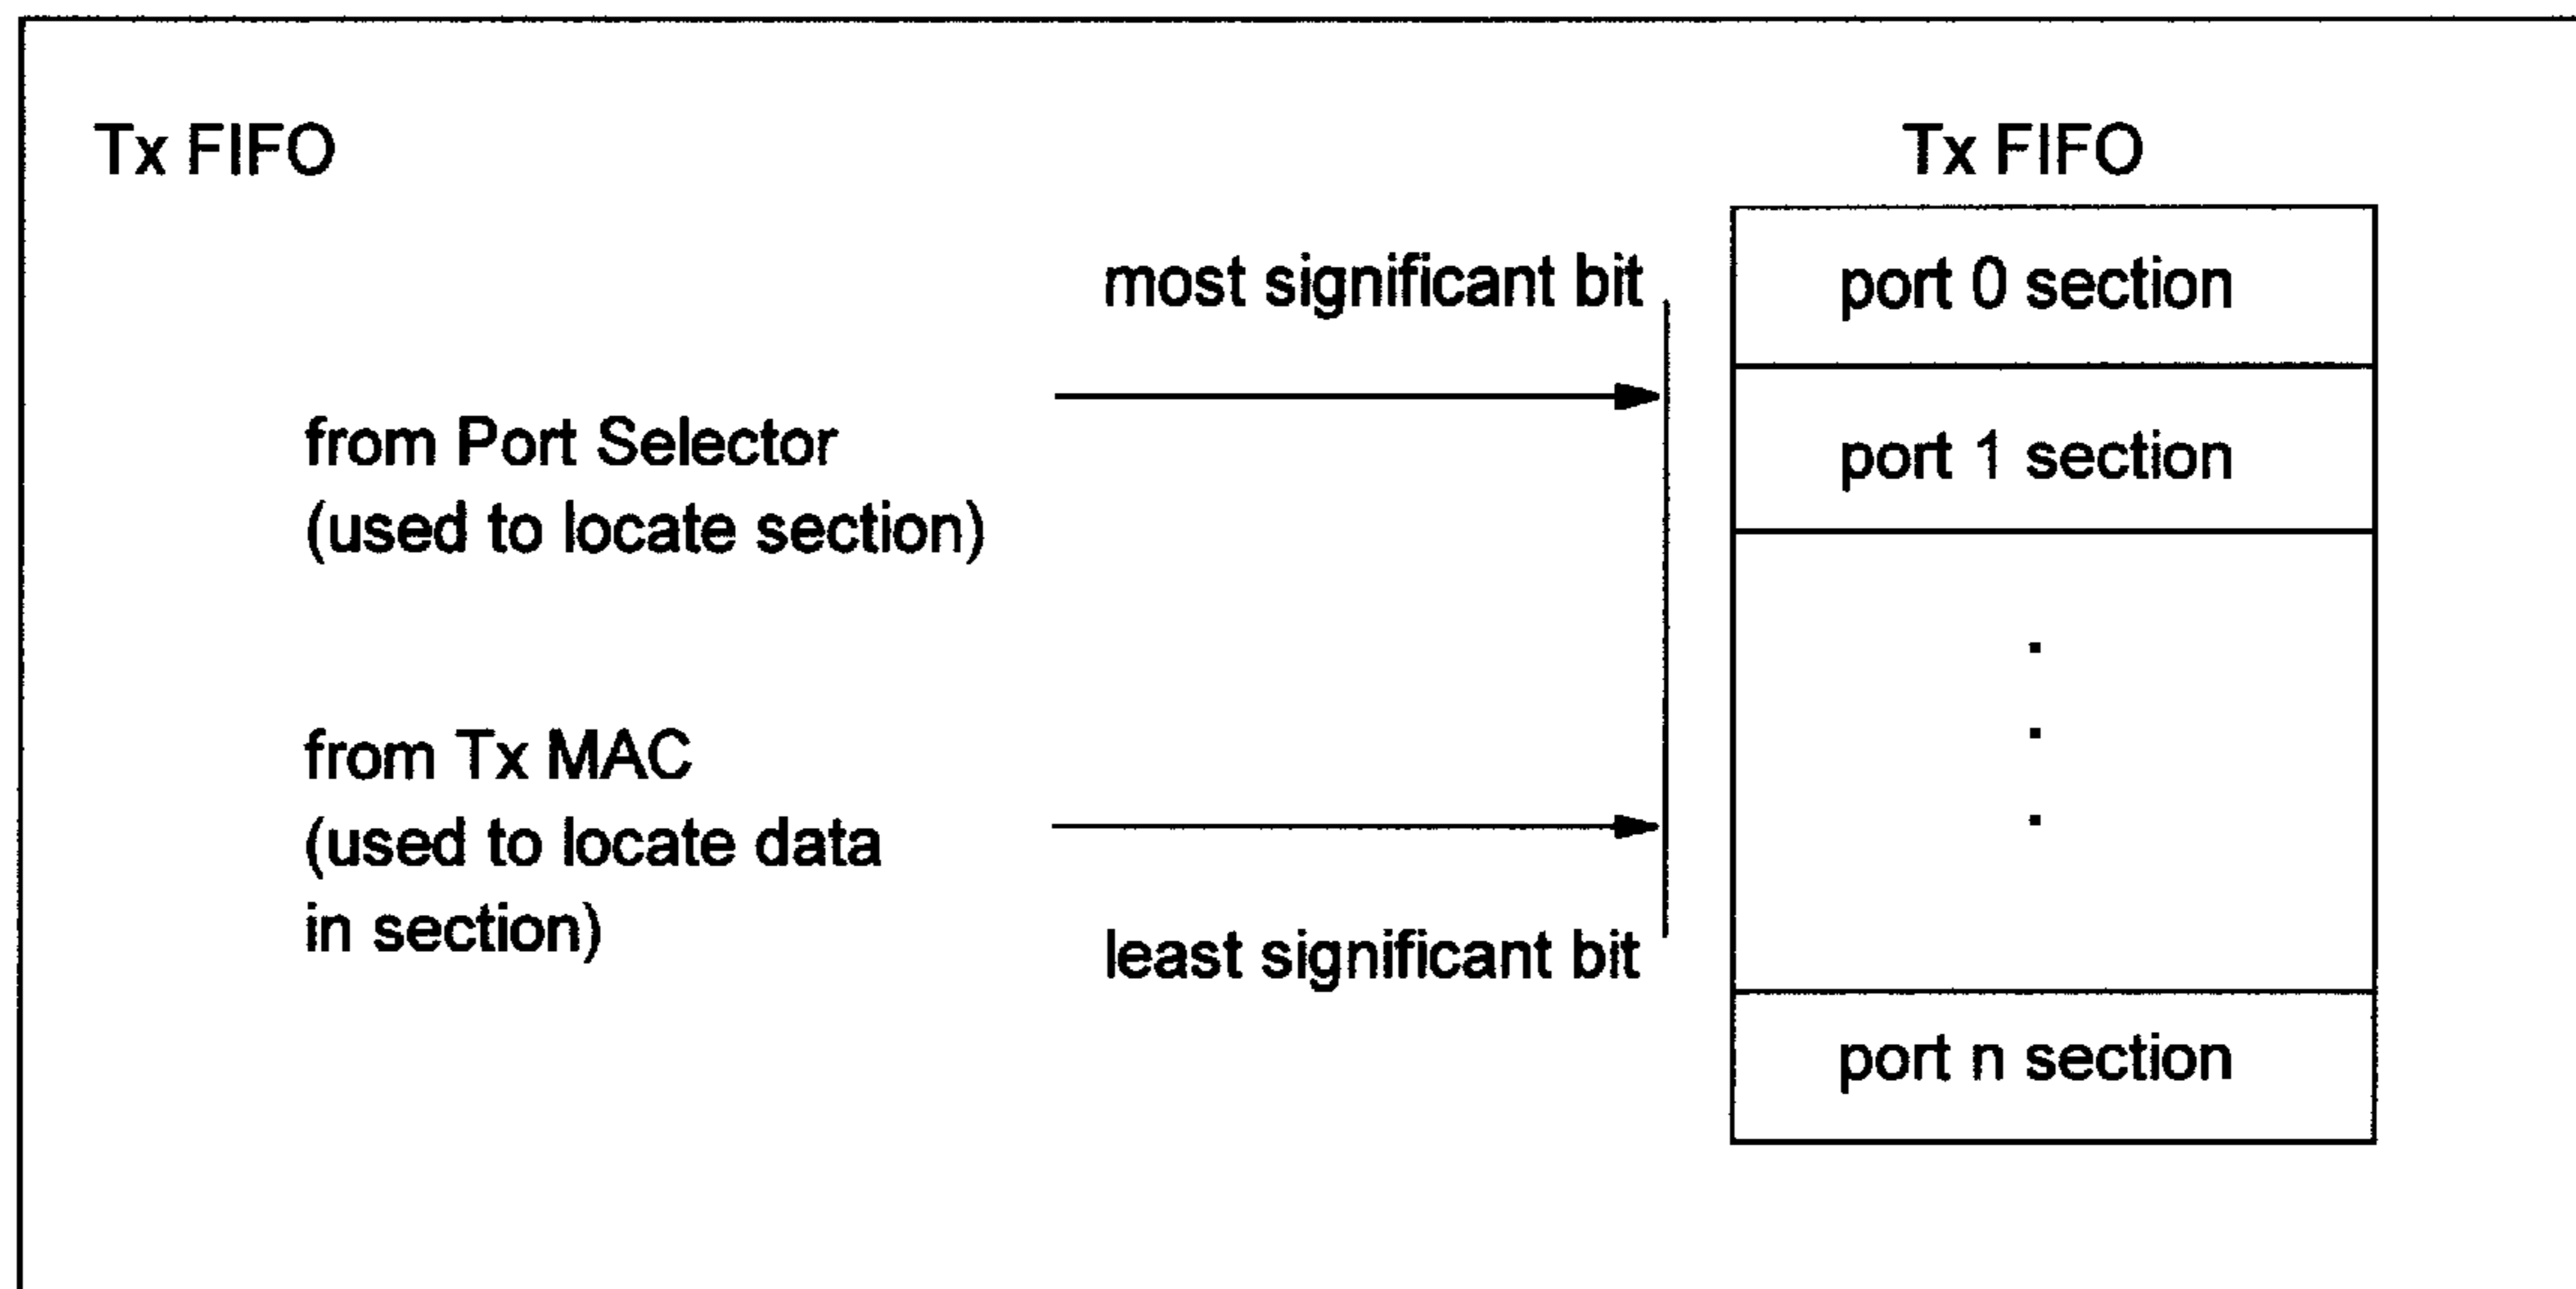 Tx FIFO
Tx FIFO
most significant bit
port 0 section
from Port Selector
(used to locate section)
port 1 section
from Tx MAC
(used to locate data
in section)
least significant bit
port n section